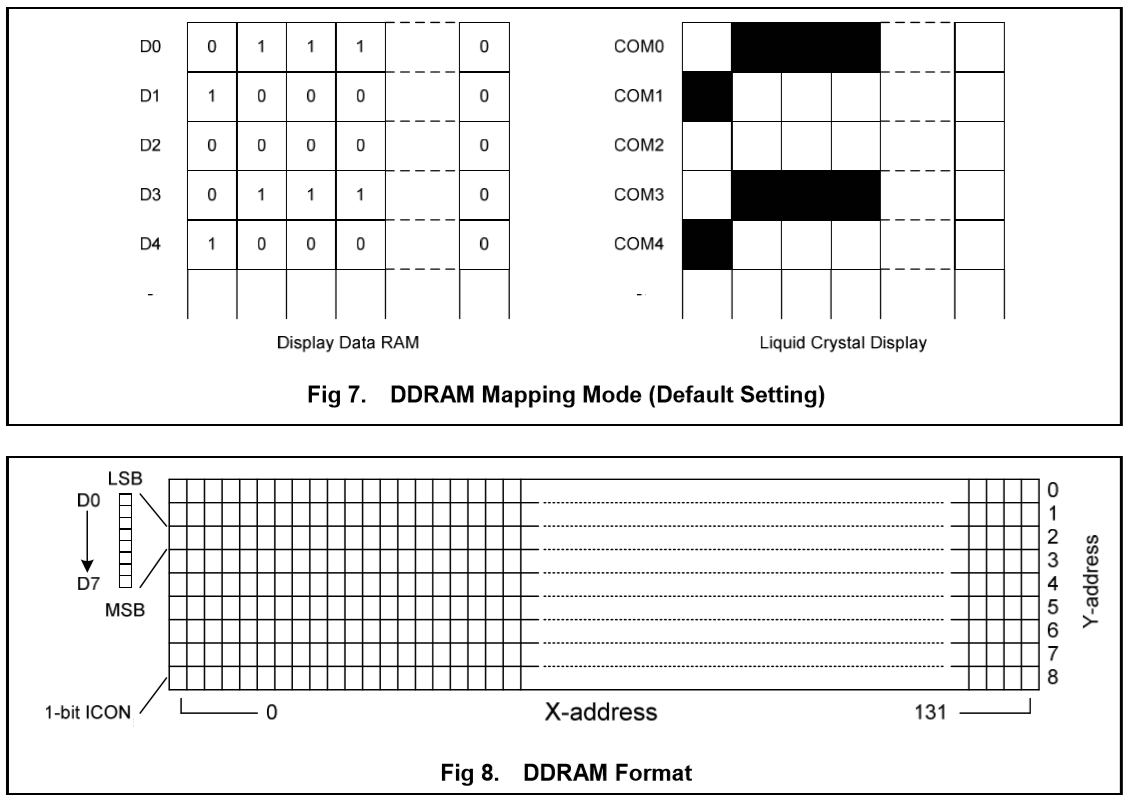 D0 0 1 1 1 0 COM0
D1 1 0 0 0 0 COM1
D2 0 0 0 0 0 COM2
D3 0 1 1 1 0 COM3
D4 1 0 0 0 0 COM4
- -
Display Data RAM Liquid Crystal Display
Fig 7. DDRAM Mapping Mode (Default Setting)
LSB
D0
D7
MSB
1-bit ICON
0
1
2
3
4
5
6
7
8
Y-address
0 X-address 131
Fig 8. DDRAM Format